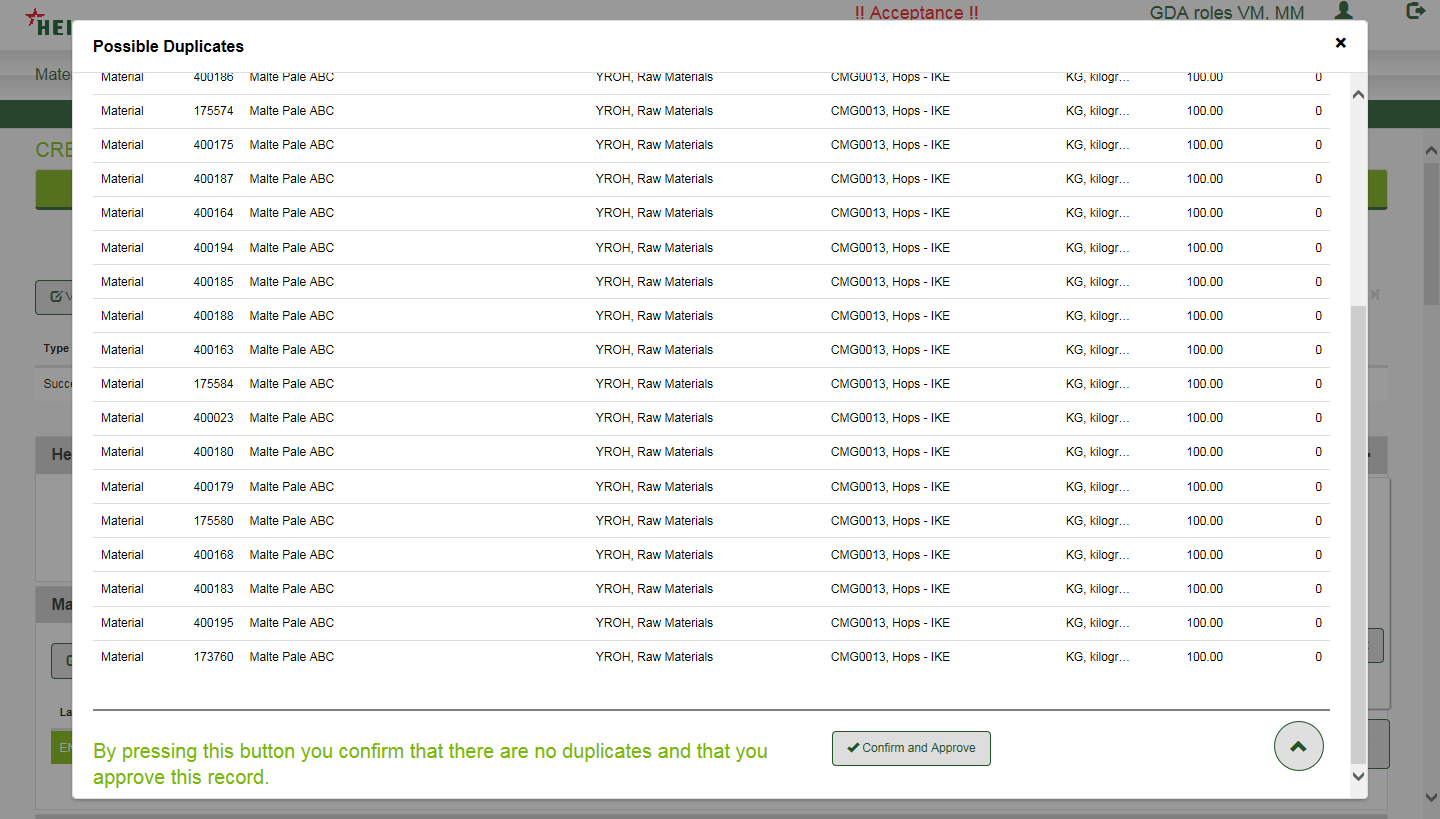 HEI
!! Acceptance !!
GDA roles VM, MM
Possible Duplicates
Mate
Material 400186 Malte Pale ABC YROH, Raw Materials CMG0013, Hops - IKE KG, kilogr... 100.00 0
Material 175574 Malte Pale ABC YROH, Raw Materials CMG0013, Hops - IKE KG, kilogr... 100.00 0
CRE
Material 400175 Malte Pale ABC YROH, Raw Materials CMG0013, Hops - IKE KG, kilogr... 100.00 0
Material 400187 Malte Pale ABC YROH, Raw Materials CMG0013, Hops - IKE KG, kilogr... 100.00 0
Material 400164 Malte Pale ABC YROH, Raw Materials CMG0013, Hops - IKE KG, kilogr... 100.00 0
Material 400194 Malte Pale ABC YROH, Raw Materials CMG0013, Hops - IKE KG, kilogr... 100.00 0
Material 400185 Malte Pale ABC YROH, Raw Materials CMG0013, Hops - IKE KG, kilogr... 100.00 0
V
Material 400188 Malte Pale ABC YROH, Raw Materials CMG0013, Hops - IKE KG, kilogr... 100.00 0
Type
Material 400163 Malte Pale ABC YROH, Raw Materials CMG0013, Hops - IKE KG, kilogr... 100.00 0
Succe
Material 175584 Malte Pale ABC YROH, Raw Materials CMG0013, Hops - IKE KG, kilogr... 100.00 0
Material 400023 Malte Pale ABC YROH, Raw Materials CMG0013, Hops - IKE KG, kilogr... 100.00 0
He
Material 400180 Malte Pale ABC YROH, Raw Materials CMG0013, Hops - IKE KG, kilogr... 100.00 0
Material 400179 Malte Pale ABC YROH, Raw Materials CMG0013, Hops - IKE KG, kilogr... 100.00 0
Material 175580 Malte Pale ABC YROH, Raw Materials CMG0013, Hops - IKE KG, kilogr... 100.00 0
Material 400168 Malte Pale ABC YROH, Raw Materials CMG0013, Hops - IKE KG, kilogr... 100.00 0
Material 400183 Malte Pale ABC YROH, Raw Materials CMG0013, Hops - IKE KG, kilogr... 100.00 0
Ma
Material 400195 Malte Pale ABC YROH, Raw Materials CMG0013, Hops - IKE KG, kilogr... 100.00 0
Material 173760 Malte Pale ABC YROH, Raw Materials CMG0013, Hops - IKE KG, kilogr... 100.00 0
La
EN
By pressing this button you confirm that there are no duplicates and that you
approve this record.
Confirm and Approve